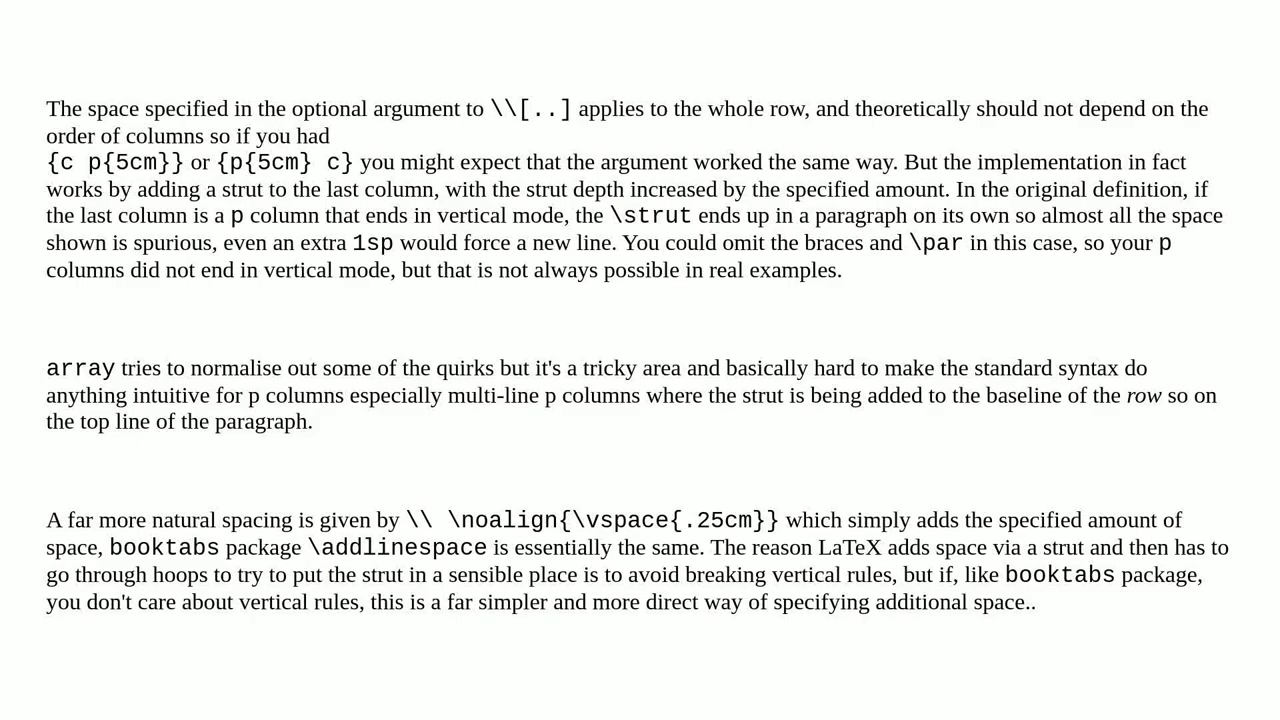 The space specified in the optional argument to \\[..] applies to the whole row, and theoretically should not depend on the
order of columns so if you had
{c p{5cm}} or {p{5cm} c} you might expect that the argument worked the same way. But the implementation in fact
works by adding a strut to the last column, with the strut depth increased by the specified amount. In the original definition, if
the last column is a p column that ends in vertical mode, the \strut ends up in a paragraph on its own so almost all the space
shown is spurious, even an extra 1sp would force a new line. You could omit the braces and \par in this case, so your p
columns did not end in vertical mode, but that is not always possible in real examples.
array tries to normalise out some of the quirks but it's a tricky area and basically hard to make the standard syntax do
anything intuitive for p columns especially multi-line p columns where the strut is being added to the baseline of the row so on
the top line of the paragraph.
A far more natural spacing is given by \\ \noalign{\vspace{.25cm}} which simply adds the specified amount of
space, booktabs package \addlinespace is essentially the same. The reason LaTeX adds space via a strut and then has to
go through hoops to try to put the strut in a sensible place is to avoid breaking vertical rules, but if, like booktabs package,
you don't care about vertical rules, this is a far simpler and more direct way of specifying additional space..